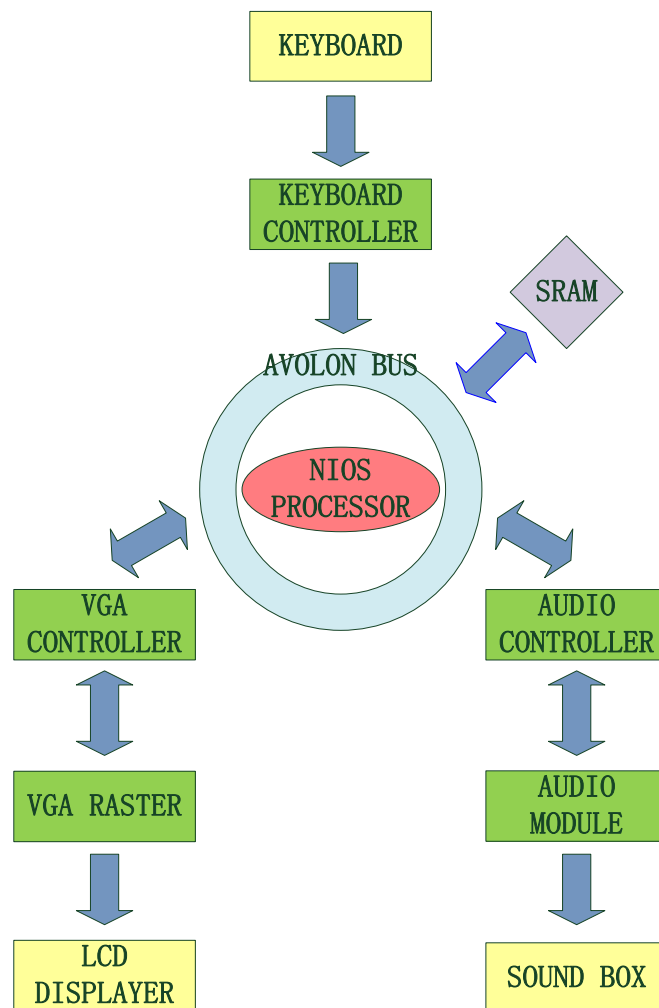 KEYBOARD
KEYBOARD
CONTROLLER
SRAM
AVOLON BUS
NIOS
PROCESSOR
VGA
CONTROLLER
AUDIO
CONTROLLER
VGA RASTER
AUDIO
MODULE
LCD
DISPLAYER
SOUND BOX